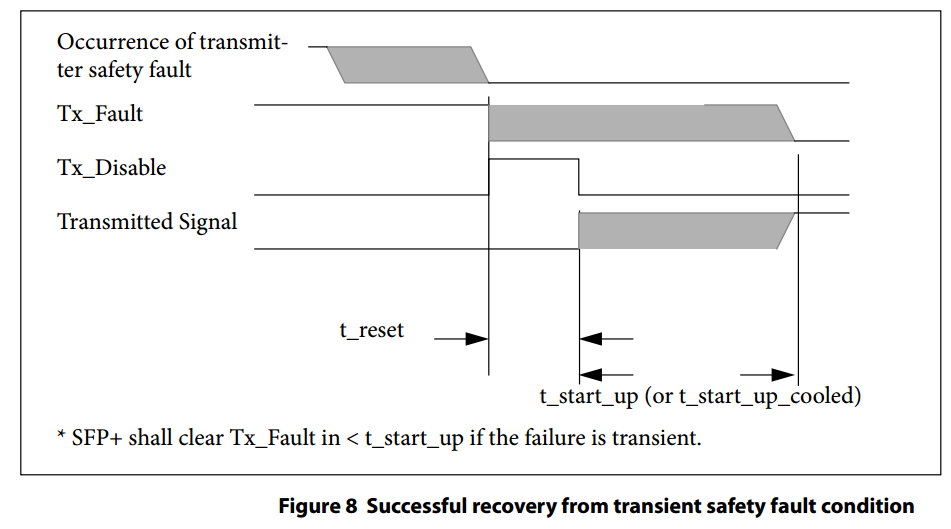 Occurrence of transmit-
ter safety fault
Tx_Fault
Tx_Disable
Transmitted Signal
t_reset
t_start_up (or t_start_up_cooled)
* SFP+ shall clear Tx_Fault in < t_start_up if the failure is transient.
Figure 8 Successful recovery from transient safety fault condition